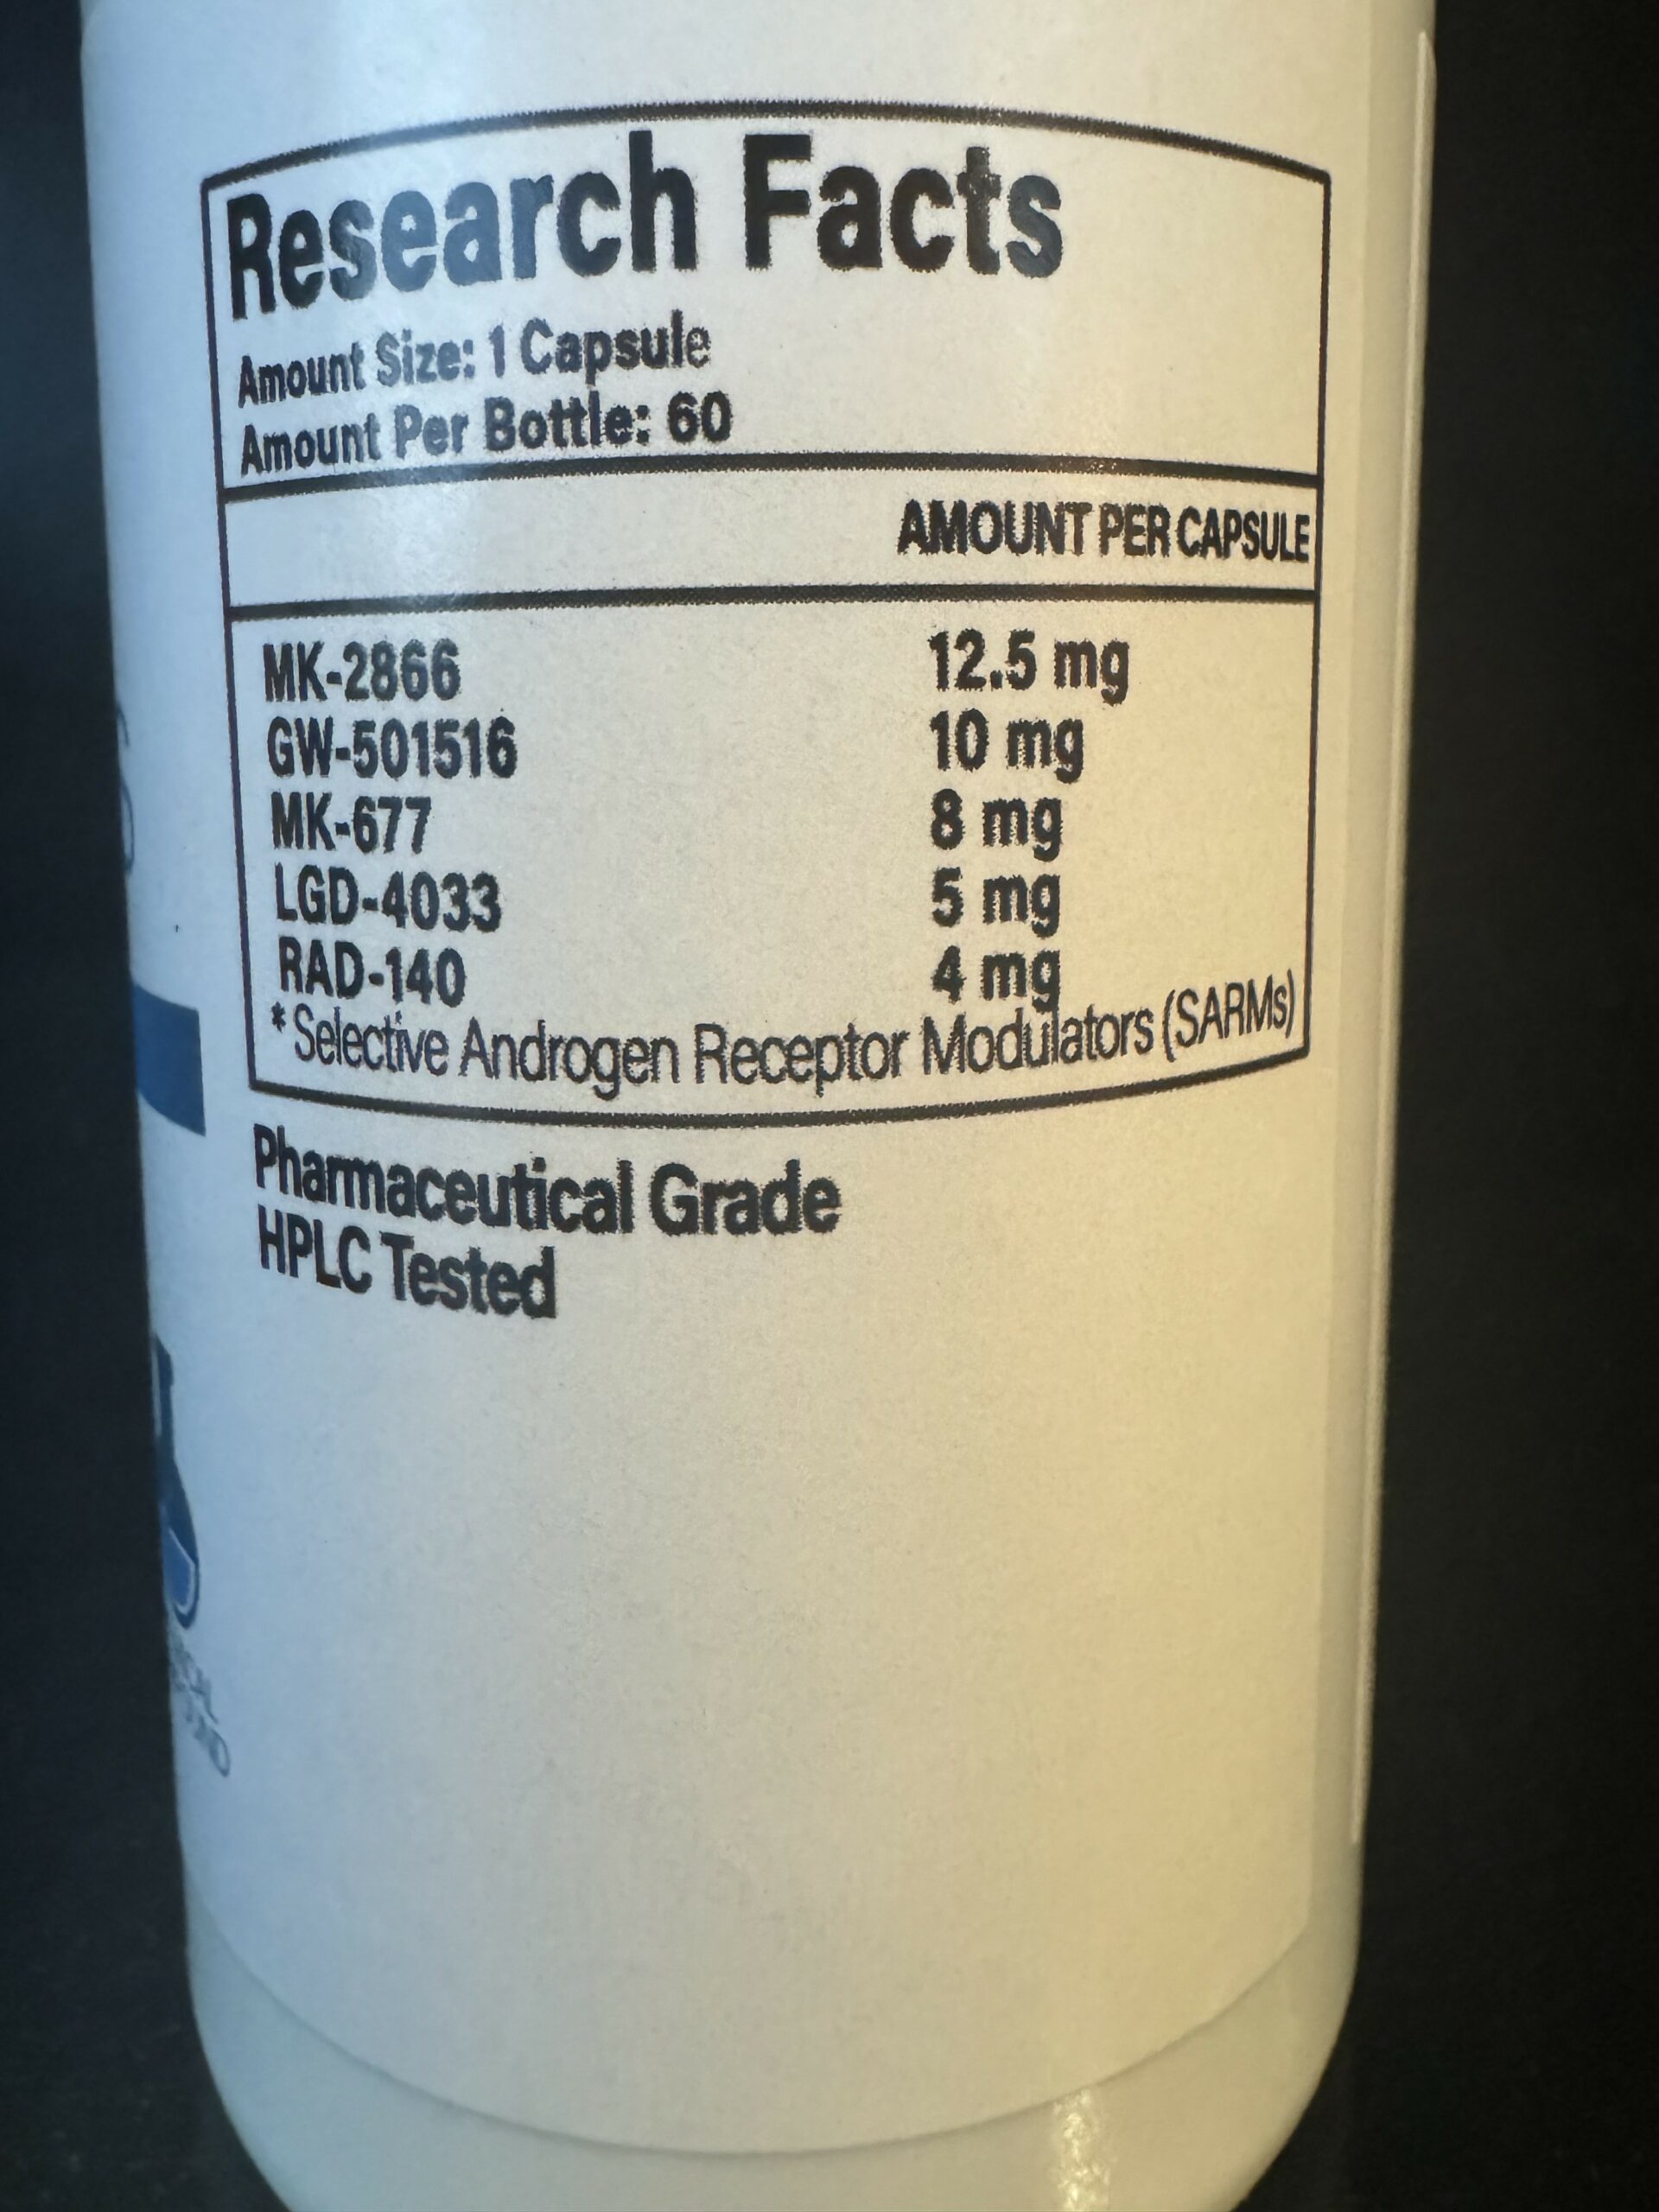 Research Facts
Amount Size: 1 Capsule
Amount Per Bottle: 60
AMOUNT PER CAPSULE
MK-2866 12.5 mg
GW-501516 10 mg
MK-677 8 mg
LGD-4033 5 mg
RAD-140 4 mg
*Selective Androgen Receptor Modulators (SARMs)
Pharmaceutical Grade
HPLC Tested